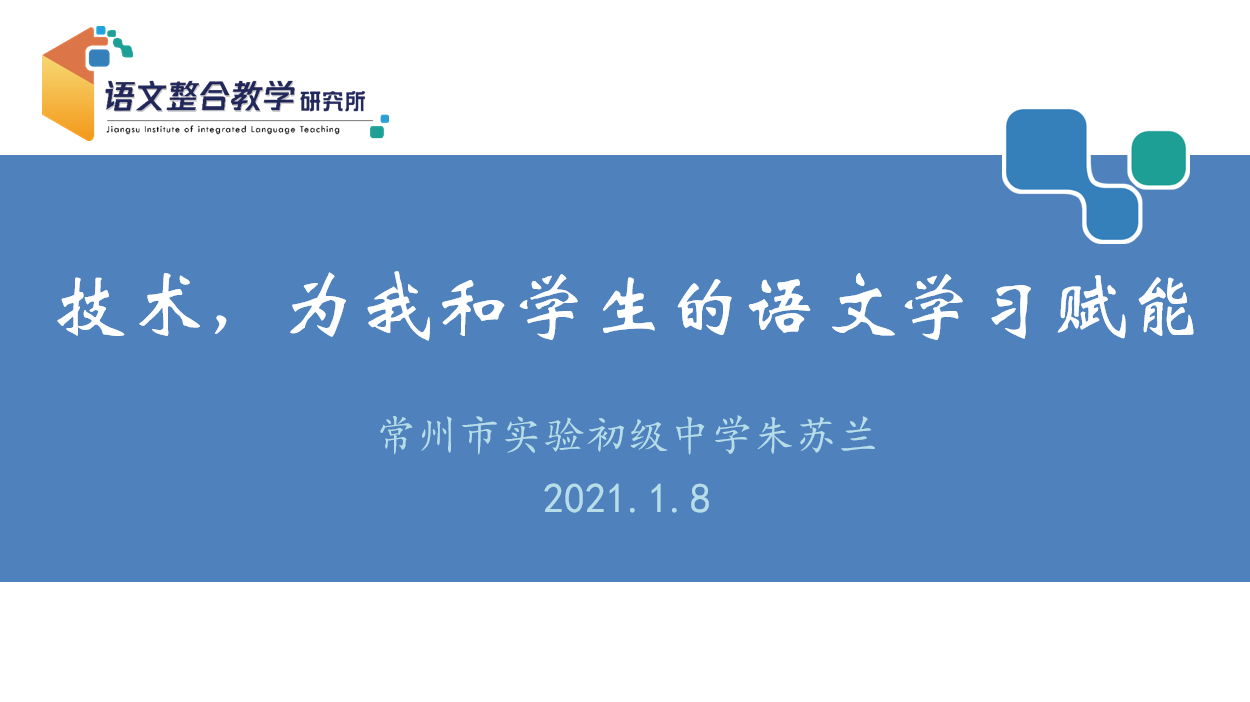 语文整合教学研究所
Jiangsu Institute of integrated Language Teaching
技术，为我和学生的语文学习赋能
常州市实验初级中学朱苏兰
2021.1.8